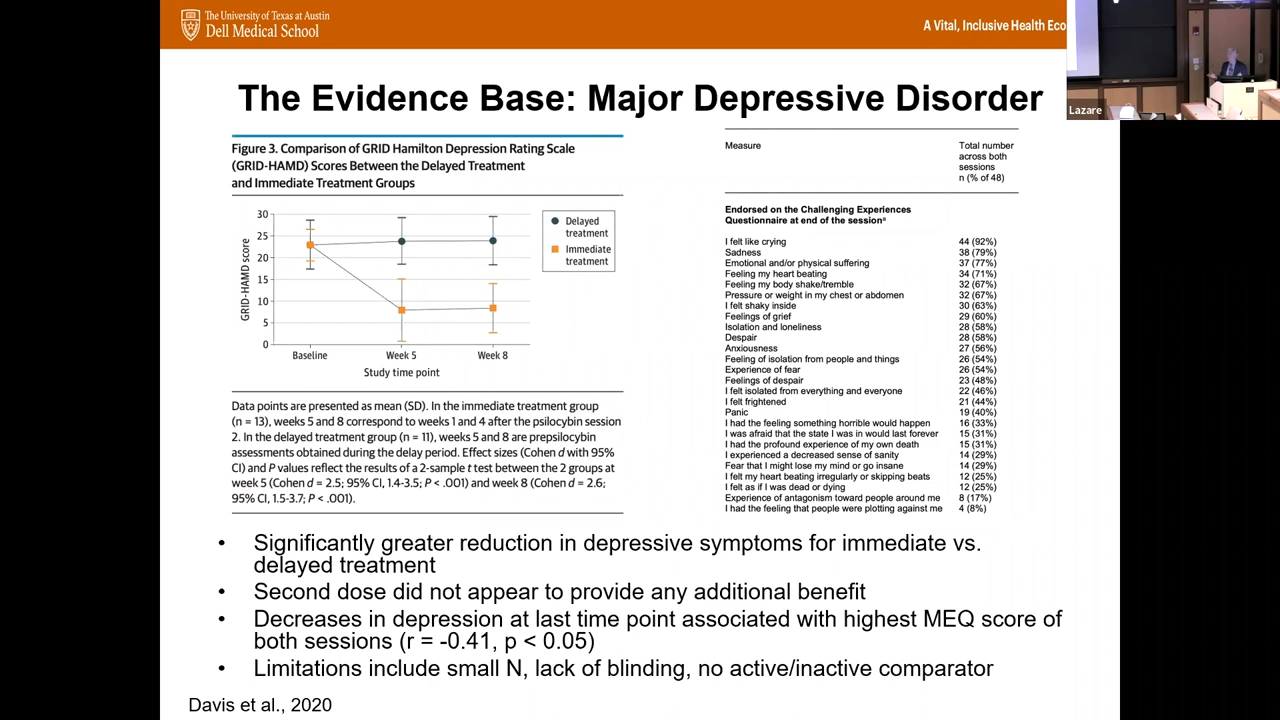 The University of Texas at Austin
Dell Medical School
A Vital, Inclusive Health Eco
Lazare
The Evidence Base: Major Depressive Disorder
Figure 3. Comparison of GRID Hamilton Depression Rating Scale
(GRID-HAMD) Scores Between the Delayed Treatment
and Immediate Treatment Groups
30
25
20
15
10
5
0
GRID-HAMD score
Baseline
Week 5
Week 8
Study time point
Delayed
treatment
Immediate
treatment
Data points are presented as mean (SD). In the immediate treatment group
(n = 13), weeks 5 and 8 correspond to weeks 1 and 4 after the psilocybin session
2. In the delayed treatment group (n = 11), weeks 5 and 8 are prepsilocybin
assessments obtained during the delay period. Effect sizes (Cohen d with 95%
CI) and P values reflect the results of a 2-sample t test between the 2 groups at
week 5 (Cohen d = 2.5; 95% CI, 1.4-3.5; P < .001) and week 8 (Cohen d = 2.6;
95% CI, 1.5-3.7; P < .001).
Measure
Total number
across both
sessions
n (% of 48)
Endorsed on the Challenging Experiences
Questionnaire at end of the sessionᵃ
I felt like crying 44 (92%)
Sadness 38 (79%)
Emotional and/or physical suffering 37 (77%)
Feeling my heart beating 34 (71%)
Feeling my body shake/tremble 32 (67%)
Pressure or weight in my chest or abdomen 32 (67%)
I felt shaky inside 30 (63%)
Feelings of grief 29 (60%)
Isolation and loneliness 28 (58%)
Despair 28 (58%)
Anxiousness 27 (56%)
Feeling of isolation from people and things 26 (54%)
Experience of fear 26 (54%)
Feelings of despair 23 (48%)
I felt isolated from everything and everyone 22 (46%)
I felt frightened 21 (44%)
Panic 19 (40%)
I had the feeling something horrible would happen 16 (33%)
I was afraid that the state I was in would last forever 15 (31%)
I had the profound experience of my own death 15 (31%)
I experienced a decreased sense of sanity 14 (29%)
Fear that I might lose my mind or go insane 14 (29%)
I felt my heart beating irregularly or skipping beats 12 (25%)
I felt as if I was dead or dying 12 (25%)
Experience of antagonism toward people around me 8 (17%)
I had the feeling that people were plotting against me 4 (8%)
• Significantly greater reduction in depressive symptoms for immediate vs.
delayed treatment
• Second dose did not appear to provide any additional benefit
• Decreases in depression at last time point associated with highest MEQ score of
both sessions (r = -0.41, p < 0.05)
• Limitations include small N, lack of blinding, no active/inactive comparator
Davis et al., 2020